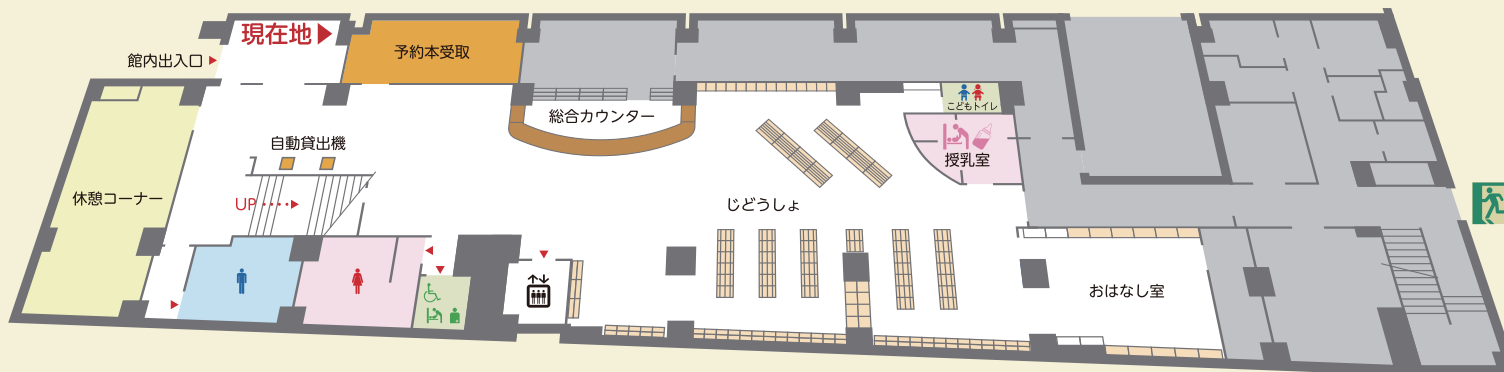 現在地
予約本受取
館内出入口
総合カウンター
こどもトイレ
自動貸出機
授乳室
休憩コーナー
UP
じどうしょ
おはなし室